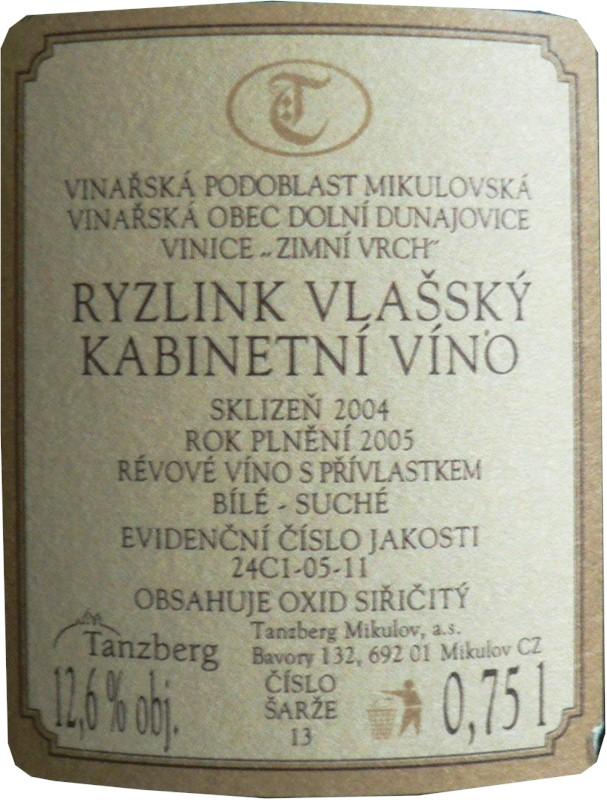 T
VINAŘSKÁ PODOBLAST MIKULOVSKÁ
VINAŘSKÁ OBEC DOLNÍ DUNAJOVICE
VINICE „ZIMNÍ VRCH"
RYZLINK VLAŠSKÝ
KABINETNÍ VÍNO
SKLIZEŇ 2004
ROK PLNĚNÍ 2005
RÉVOVÉ VÍNO S PŘÍVLASTKEM
BÍLÉ - SUCHÉ
EVIDENČNÍ ČÍSLO JAKOSTI
24C1-05-11
OBSAHUJE OXID SIŘIČITÝ
Tanzberg
Tanzberg Mikulov, a.s.
Bavory 132, 692 01 Mikulov CZ
12,6 % obj.
ČÍSLO
ŠARŽE
13
0,75 l